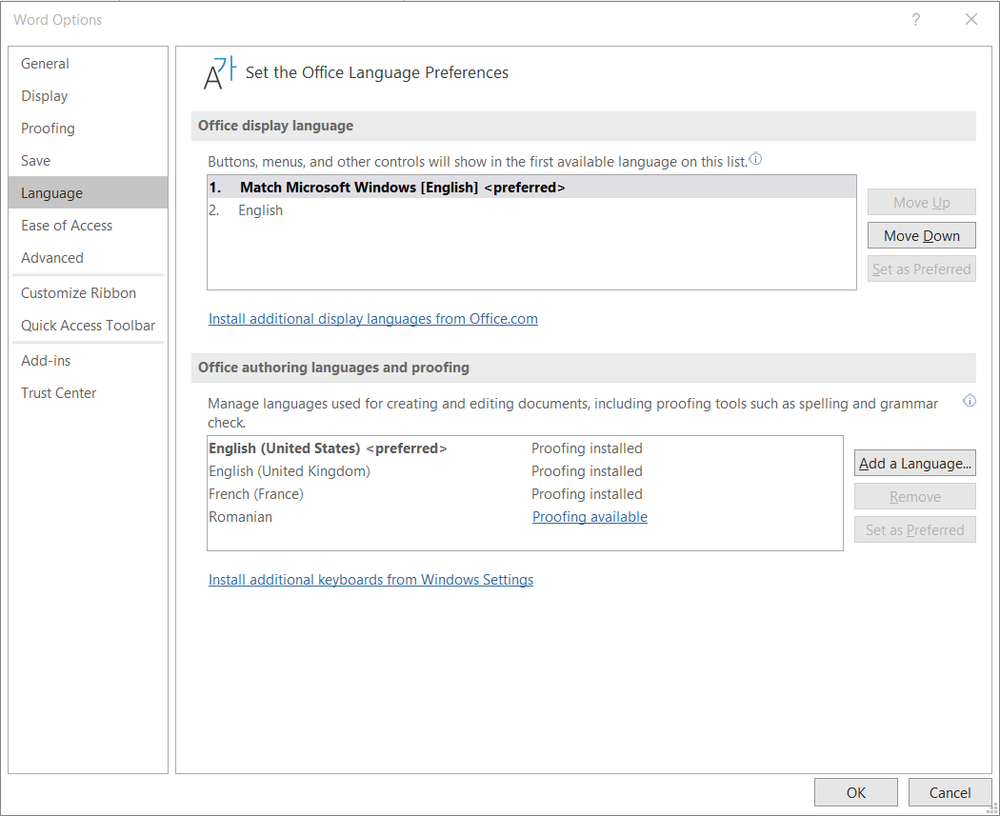 Word Options
?
General
Display
Proofing
Save
Language
Ease of Access
Advanced
Customize Ribbon
Quick Access Toolbar
Add-ins
Trust Center
A가 Set the Office Language Preferences
Office display language
Buttons, menus, and other controls will show in the first available language on this list.
1. Match Microsoft Windows [English] <preferred>
2. English
Move Up
Move Down
Set as Preferred
Install additional display languages from Office.com
Office authoring languages and proofing
Manage languages used for creating and editing documents, including proofing tools such as spelling and grammar
check.
English (United States) <preferred> Proofing installed
English (United Kingdom) Proofing installed
French (France) Proofing installed
Romanian Proofing available
Add a Language...
Remove
Set as Preferred
Install additional keyboards from Windows Settings
OK
Cancel